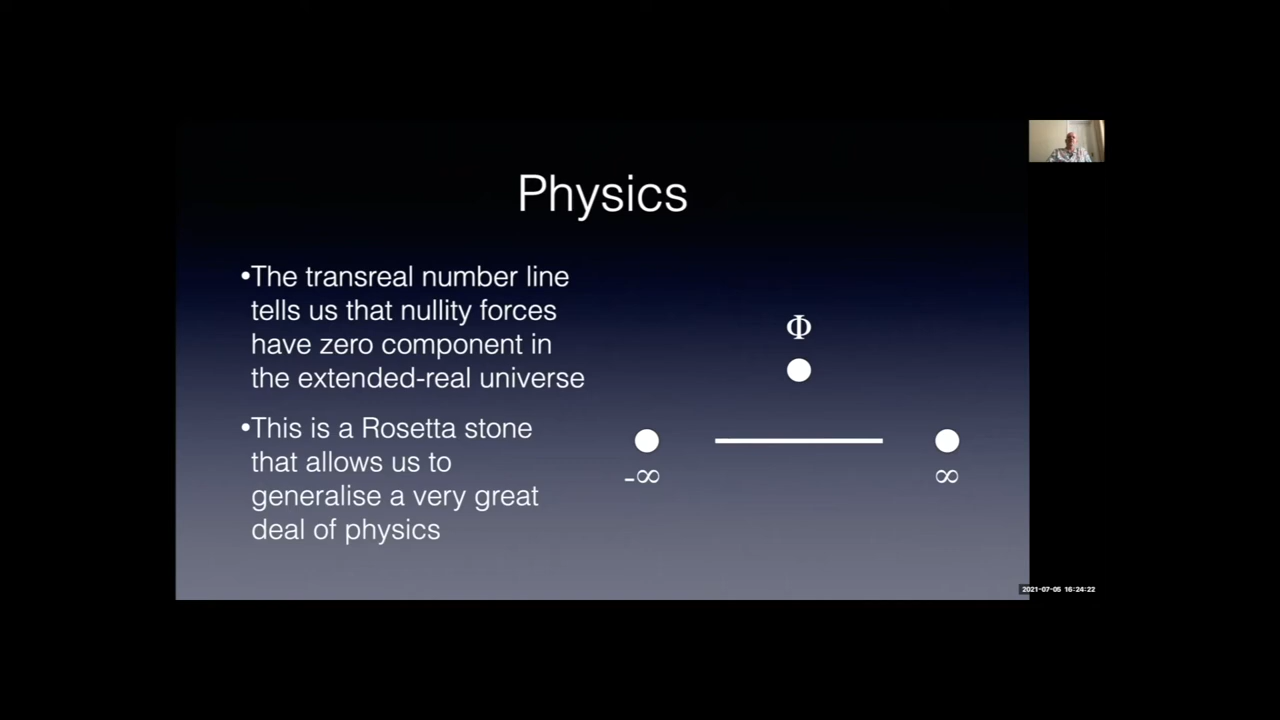 Physics
•The transreal number line
tells us that nullity forces
have zero component in
the extended-real universe
•This is a Rosetta stone
that allows us to
generalise a very great
deal of physics
Φ
-∞
∞
2021-07-05 16:24:22